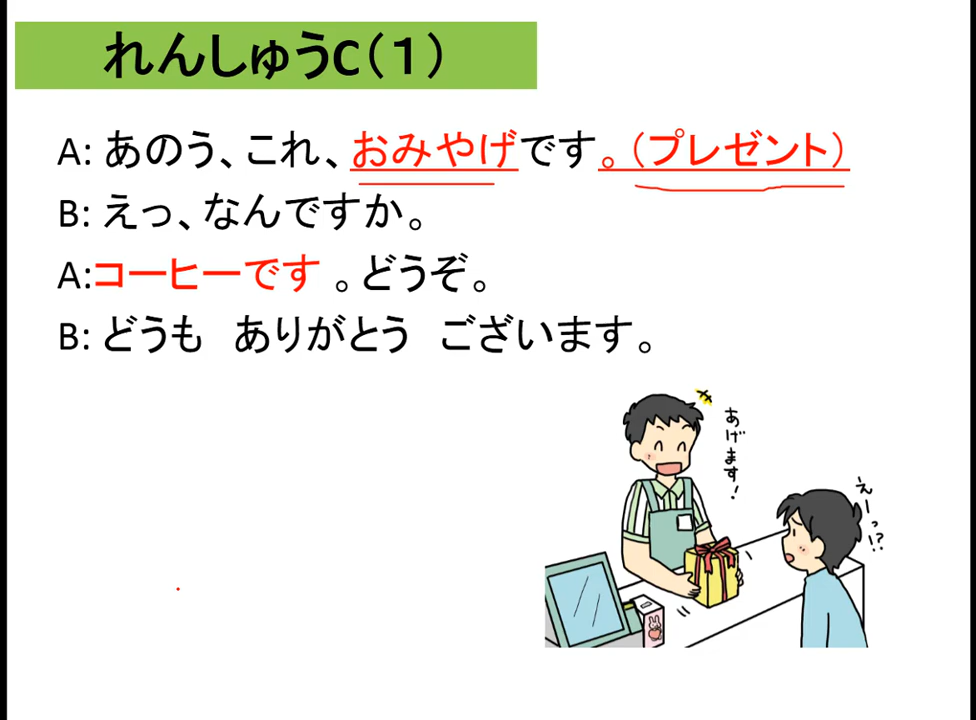 れんしゅうC(１)
A: あのう、これ、おみやげです。(プレゼント)
B: えっ、なんですか。
A:コーヒーです 。どうぞ。
B: どうも ありがとう ございます。
あげます!
えーっ!?